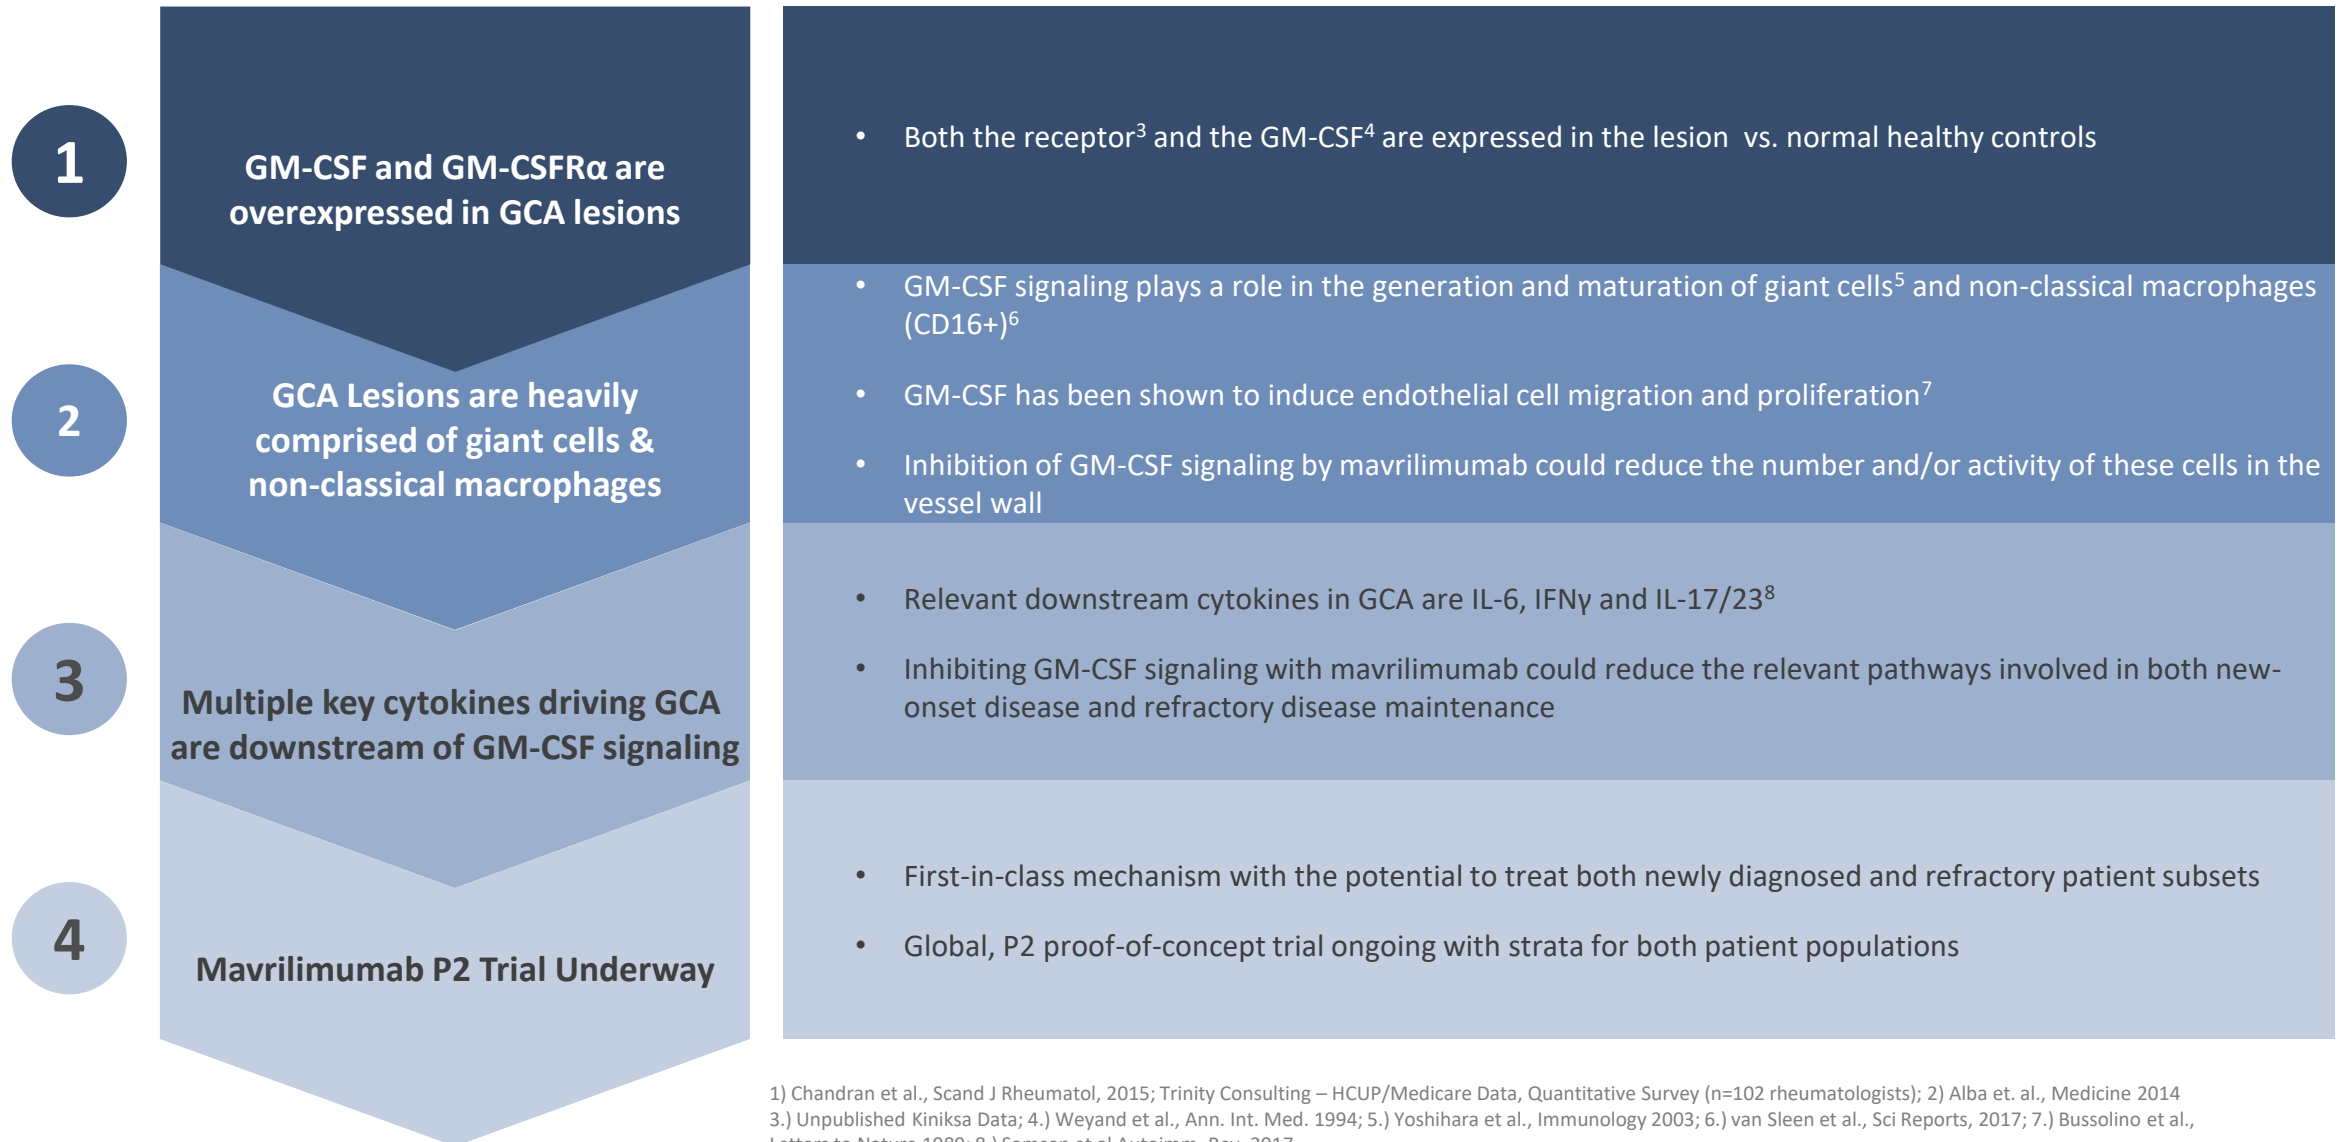 1
GM-CSF and GM-CSFRα are
overexpressed in GCA lesions
• Both the receptor3 and the GM-CSF4 are expressed in the lesion  vs. normal healthy controls
2
GCA Lesions are heavily
comprised of giant cells &
non-classical macrophages
• GM-CSF signaling plays a role in the generation and maturation of giant cells5 and non-classical macrophages
(CD16+)6
• GM-CSF has been shown to induce endothelial cell migration and proliferation7
• Inhibition of GM-CSF signaling by mavrilimumab could reduce the number and/or activity of these cells in the
vessel wall
3
Multiple key cytokines driving GCA
are downstream of GM-CSF signaling
• Relevant downstream cytokines in GCA are IL-6, IFNγ and IL-17/238
• Inhibiting GM-CSF signaling with mavrilimumab could reduce the relevant pathways involved in both new-
onset disease and refractory disease maintenance
4
Mavrilimumab P2 Trial Underway
• First-in-class mechanism with the potential to treat both newly diagnosed and refractory patient subsets
• Global, P2 proof-of-concept trial ongoing with strata for both patient populations
1) Chandran et al., Scand J Rheumatol, 2015; Trinity Consulting – HCUP/Medicare Data, Quantitative Survey (n=102 rheumatologists); 2) Alba et. al., Medicine 2014
3.) Unpublished Kiniksa Data; 4.) Weyand et al., Ann. Int. Med. 1994; 5.) Yoshihara et al., Immunology 2003; 6.) van Sleen et al., Sci Reports, 2017; 7.) Bussolino et al.,